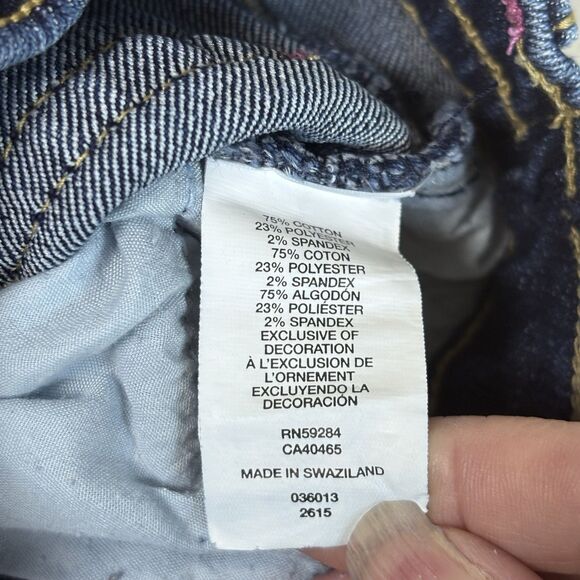 75% COTTON
23% POLYESTER
2% SPANDEX
75% COTON
23% POLYESTER
2% SPANDEX
75% ALGODÓN
23% POLIÉSTER
2% SPANDEX
EXCLUSIVE OF
DECORATION
À L'EXCLUSION DE
L'ORNEMENT
EXCLUYENDO LA
DECORACIÓN
RN59284
CA40465
MADE IN SWAZILAND
036013
2615